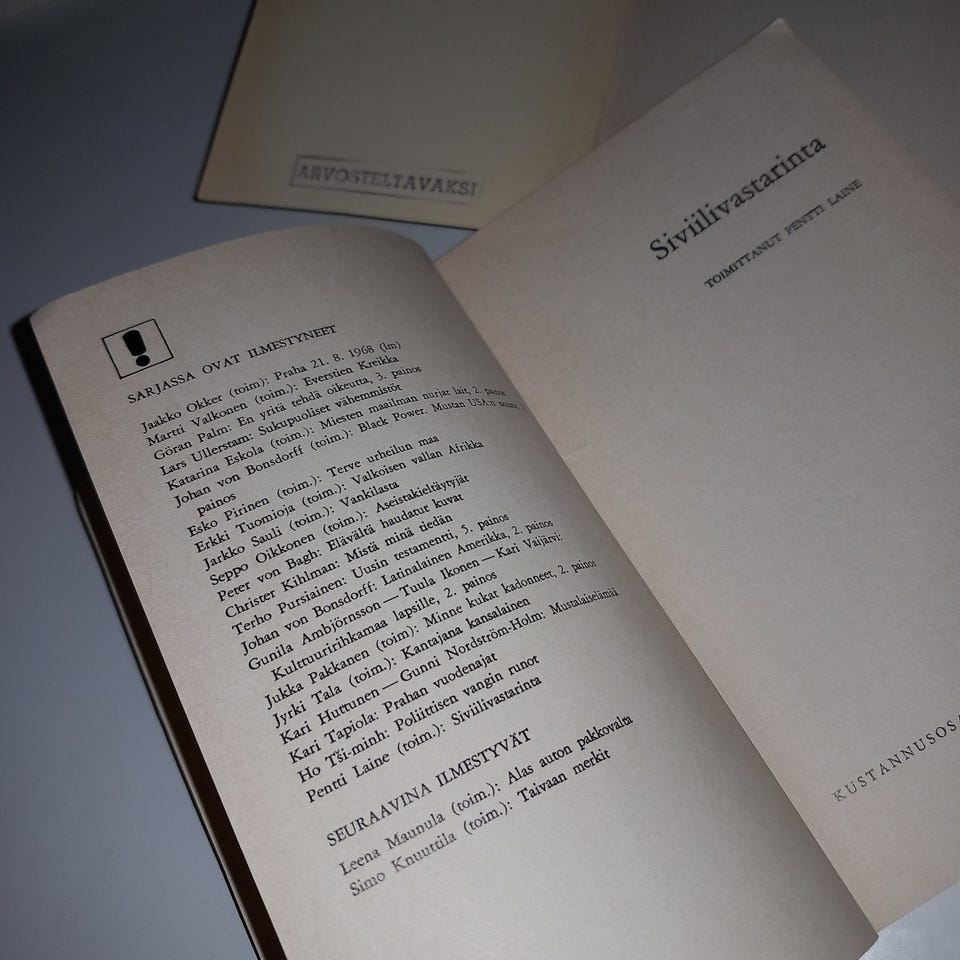 ARVOSTELTAVAKSI
SARJASSA OVAT ILMESTYNEET
Jaakko Okker (toim): Praha 21. 8. 1968 (lm)
Martti Valkonen (toim.): Everstien Kreikka
Göran Palm: En yritä tehdä oikeutta, 3. painos
Lars Ullerstam: Sukupuoliset vähemmistöt
Katarina Eskola (toim.): Miesten maailman nurjat lait, 2. painos
Johan von Bonsdorff (toim.): Black Power. Mustan USA:n nousu, 2.
painos
Esko Pirinen (toim.): Terve urheilun maa
Erkki Tuomioja (toim.): Valkoisen vallan Afrikka
Jarkko Sauli (toim.): Vankilasta
Seppo Oikkonen (toim.): Aseistakieltäytyjät
Peter von Bagh: Elävältä haudatut kuvat
Christer Kihlman: Mistä minä tiedän
Terho Pursiainen: Uusin testamentti, 5. painos
Johan von Bonsdorff: Latinalainen Amerikka, 2. painos
Gunila Ambjörnsson — Tuula Ikonen — Kari Vaijärvi:
Kulttuuririhkamaa lapsille, 2. painos
Jukka Pakkanen (toim): Minne kukat kadonneet, 2. painos
Jyrki Tala (toim.): Kantajana kansalainen
Kari Huttunen — Gunni Nordström-Holm: Mustalaiselämää
Kari Tapiola: Prahan vuodenajat
Ho Tši-minh: Poliittisen vangin runot
Pentti Laine (toim.): Siviilivastarinta
SEURAAVINA ILMESTYVÄT
Leena Maunula (toim.): Alas auton pakkovalta
Simo Knuuttila (toim.): Taivaan merkit
Siviilivastarinta
TOIMITTANUT PENTTI LAINE
KUSTANNUSOSA